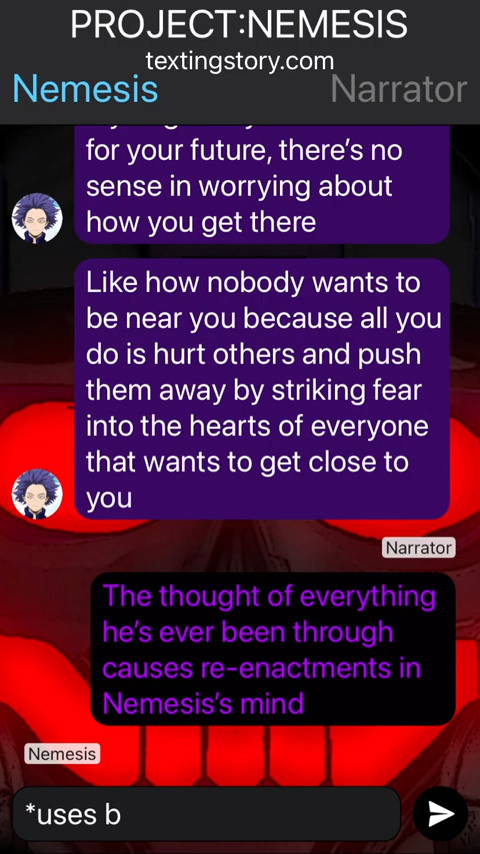 PROJECT:NEMESIS
textingstory.com
Nemesis
Narrator
for your future, there's no
sense in worrying about
how you get there
Like how nobody wants to
be near you because all you
do is hurt others and push
them away by striking fear
into the hearts of everyone
that wants to get close to
you
Narrator
The thought of everything
he's ever been through
causes re-enactments in
Nemesis's mind
Nemesis
*uses b